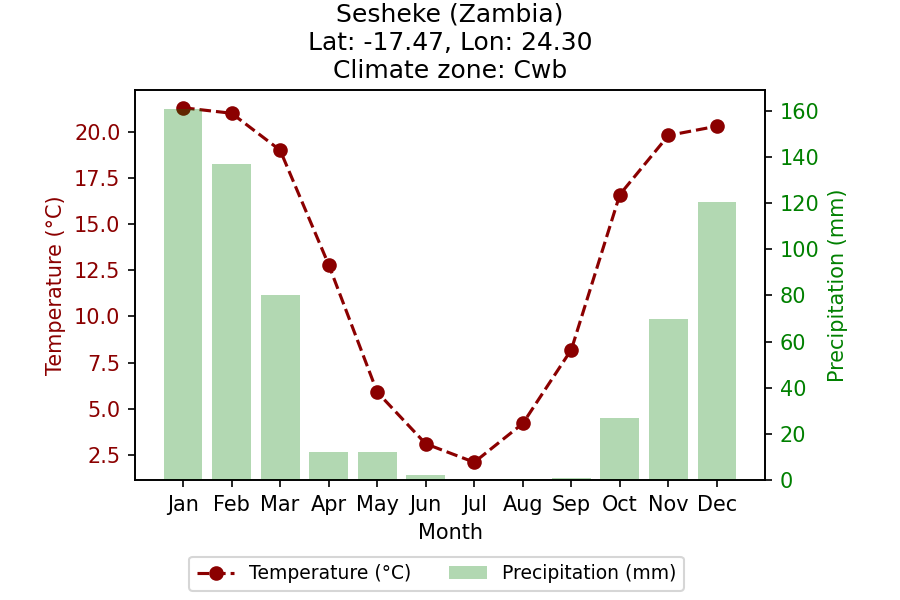 Sesheke (Zambia)
Lat: -17.47, Lon: 24.30
Climate zone: Cwb
Temperature (°C)
20.0
17.5
15.0
12.5
10.0
7.5
5.0
2.5
160
140
120
100
80
60
40
20
0
Precipitation (mm)
Jan Feb Mar Apr May Jun Jul Aug Sep Oct Nov Dec
Month
Temperature (°C) Precipitation (mm)